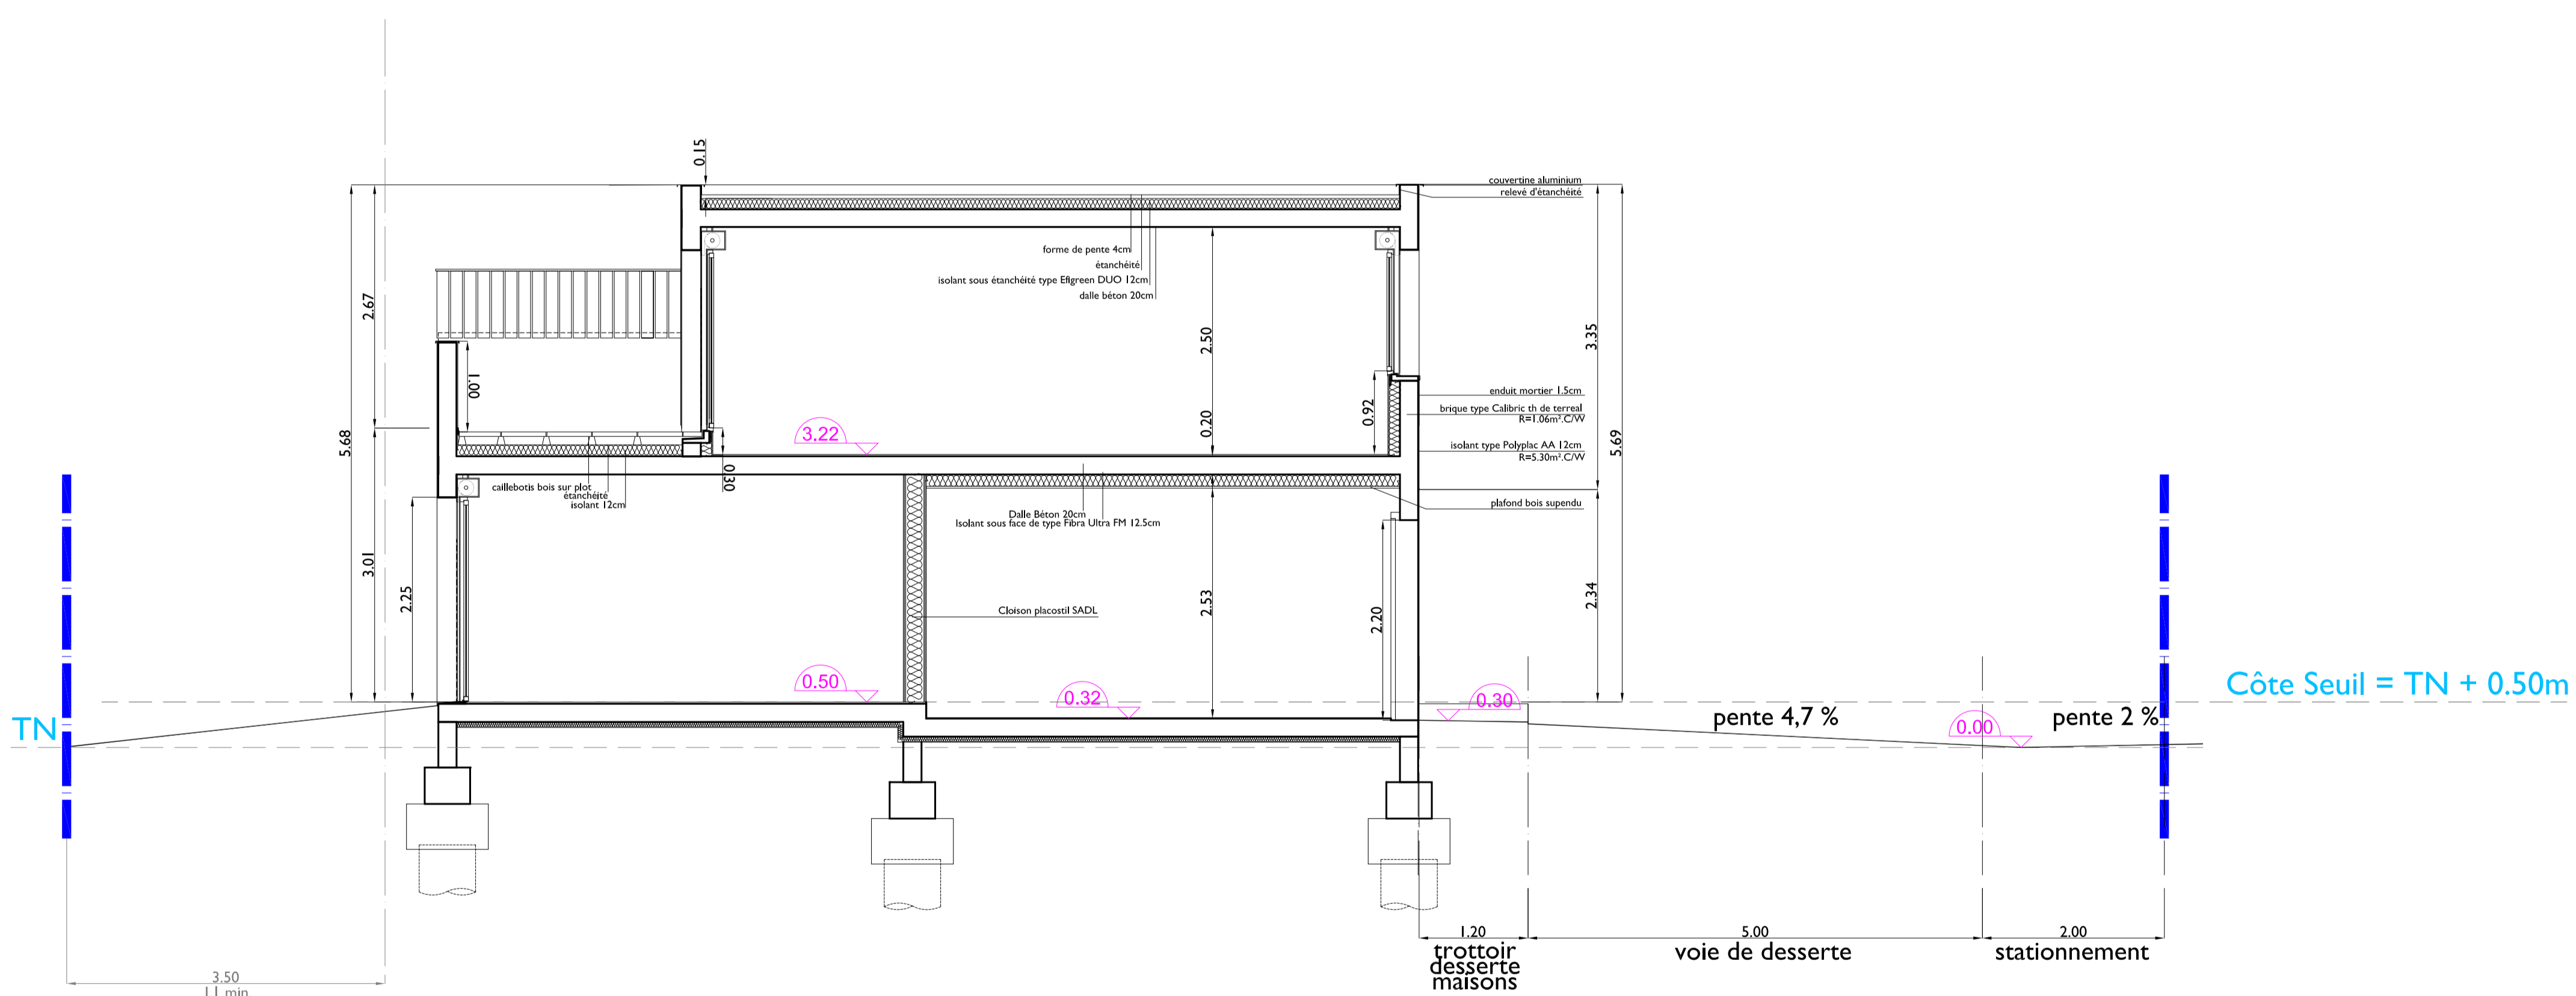 0.15
couvertine aluminium
relevé d'étanchéité
forme de pente 4cm
étanchéité
isolant sous étanchéité type Efigreen DUO 12cm
dalle béton 20cm
2.67
5.68
3.01
2.25
1.00
2.50
0.20
0.92
3.35
5.69
2.34
3.22
0.30
enduit mortier 1.5cm
brique type Calibric th de terreal
R=1.06m².C/W
isolant type Polyplac AA 12cm
R=5.30m².C/W
plafond bois supendu
caillebotis bois sur plot
étanchéité
isolant 12cm
Dalle Béton 20cm
Isolant sous face de type Fibra Ultra FM 12.5cm
Cloison placostil SADL
2.53
2.20
0.50
0.32
0.30
0.00
TN
pente 4,7 %
pente 2 %
Côte Seuil = TN + 0.50m
1.20
trottoir
desserte
maisons
5.00
voie de desserte
2.00
stationnement
3.50